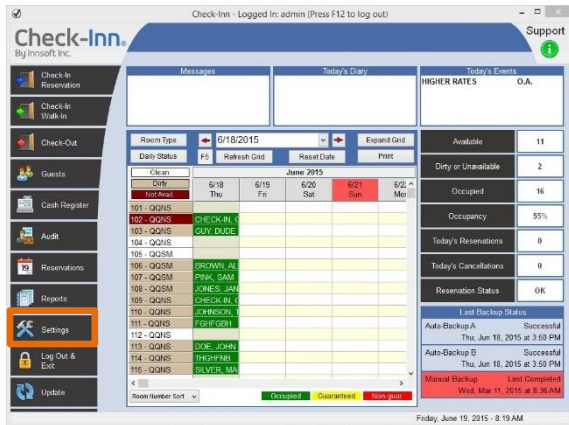 Check-Inn - Logged In: admin (Press F12 to log out)
Check-Inn®
By Innsoft Inc.
Support
Check-In
Reservation
Check-In
Walk-In
Check-Out
Guests
Cash Register
Audit
19
Reservations
Reports
Settings
Log Out &
Exit
Update
Messages
Today's Diary
Today's Events
HIGHER RATES O.A.
Room Type 6/18/2015 Expand Grid
Daily Status F5 Refresh Grid Reset Date Print
Clean June 2015
Dirty 6/18 6/19 6/20 6/21 6/22
Not Avail. Thu Fri Sat Sun Mon
101 - QQNS
102 - QQNS CHECK-IN, C
103 - QQNS GUY, DUDE
104 - QQNS
105 - QQSM
106 - QQSM BROWN, AL
107 - QQSM PINK, SAM
108 - QQSM JONES, JAN
109 - QQNS CHECK-IN, C
110 - QQNS JOHNSON, T
111 - QQNS FGHFGBH
112 - QQNS
113 - QQNS DOE, JOHN
114 - QQNS THGHFNB
115 - QQNS SILVER, MA
Room Number Sort Occupied Guaranteed Non-guar
Available 11
Dirty or Unavailable 2
Occupied 16
Occupancy 55%
Today's Reservations 0
Today's Cancellations 0
Reservation Status OK
Last Backup Status
Auto-Backup A Successful
Thu, Jun 18, 2015 at 3:50 PM
Auto-Backup B Successful
Thu, Jun 18, 2015 at 3:50 PM
Manual Backup Last Completed
Wed, Mar 11, 2015 at 8:36 AM
Friday, June 19, 2015 - 8:19 AM